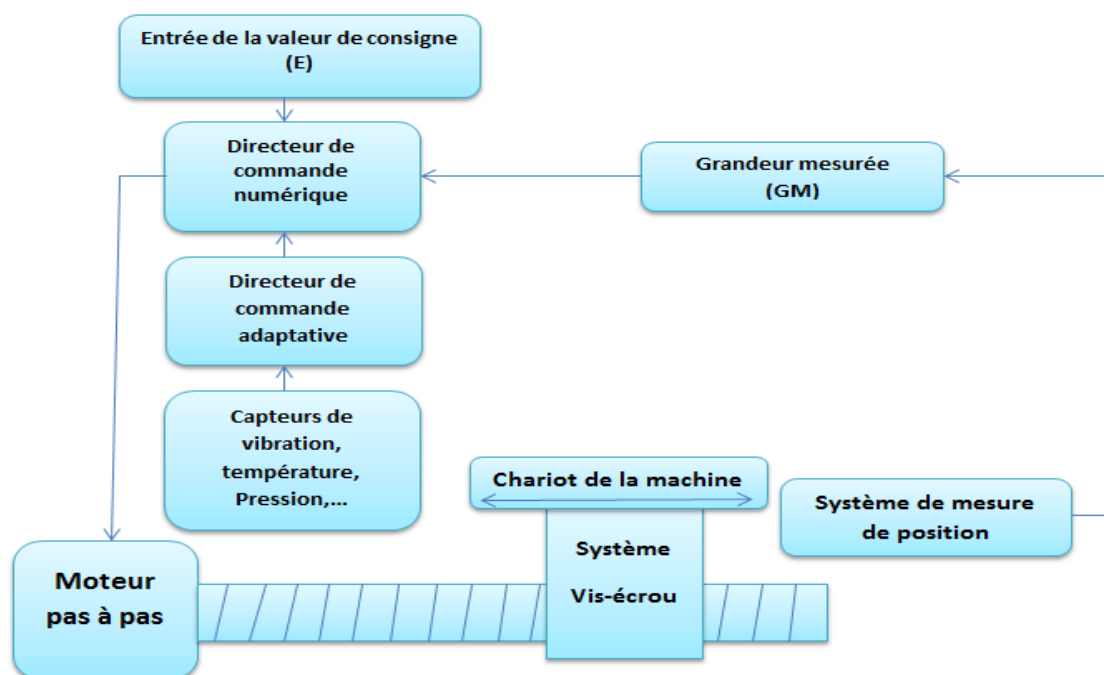 Entrée de la valeur de consigne
(E)
Directeur de
commande
numérique
Grandeur mesurée
(GM)
Directeur de
commande
adaptative
Capteurs de
vibration,
température,
Pression,...
Chariot de la machine
Système de mesure
de position
Système
Vis-écrou
Moteur
pas à pas